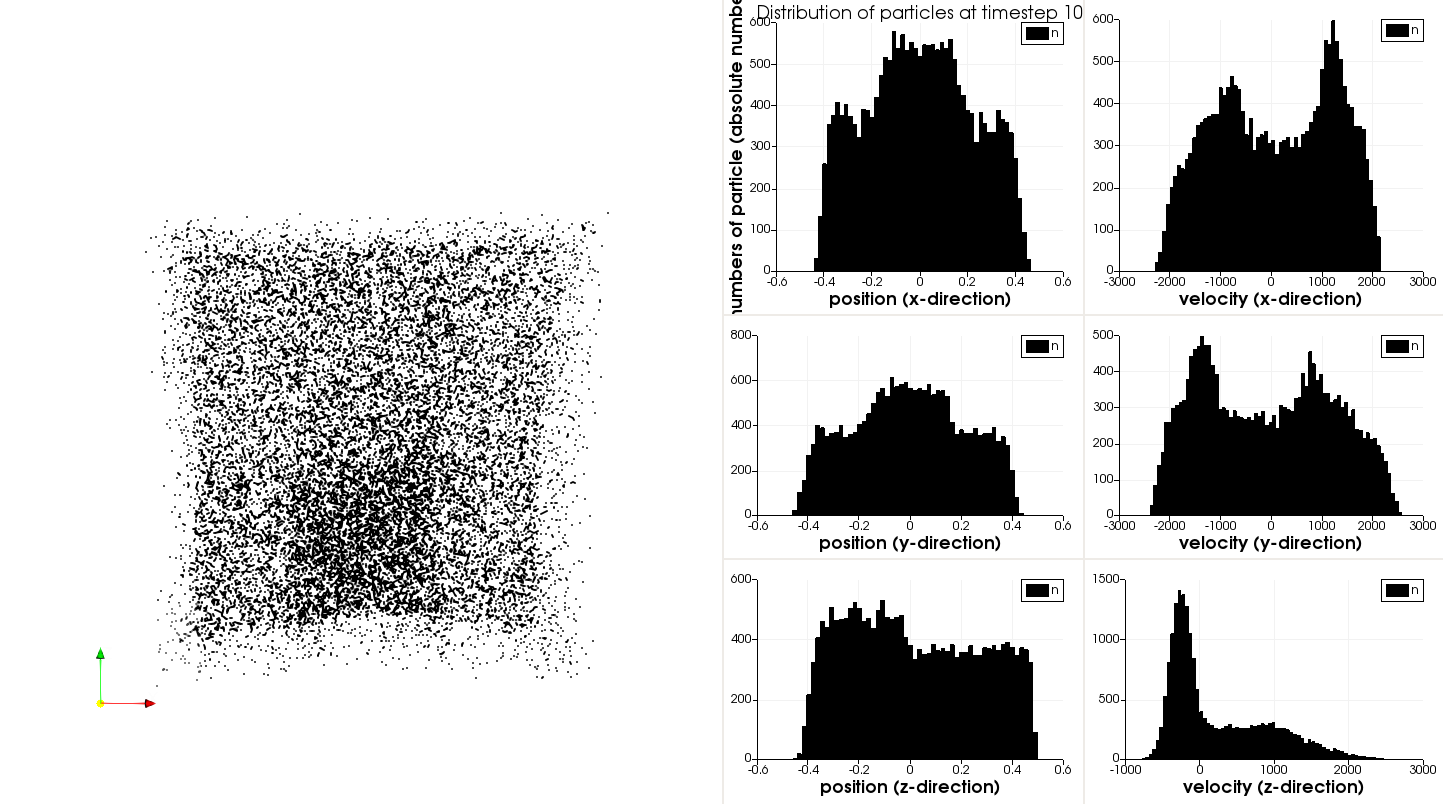 Distribution of particles at timestep 10
numbers of particle (absolute number
600
500
400
300
200
100
0
-0.6 -0.4 -0.2 0 0.2 0.4 0.6
position (x-direction)
n
600
500
400
300
200
100
0
-3000 -2000 -1000 0 1000 2000 3000
velocity (x-direction)
n
800
600
400
200
0
-0.6 -0.4 -0.2 0 0.2 0.4 0.6
position (y-direction)
n
500
400
300
200
100
0
-3000 -2000 -1000 0 1000 2000 3000
velocity (y-direction)
n
600
400
200
0
-0.6 -0.4 -0.2 0 0.2 0.4 0.6
position (z-direction)
n
1500
1000
500
0
-1000 0 1000 2000 3000
velocity (z-direction)
n